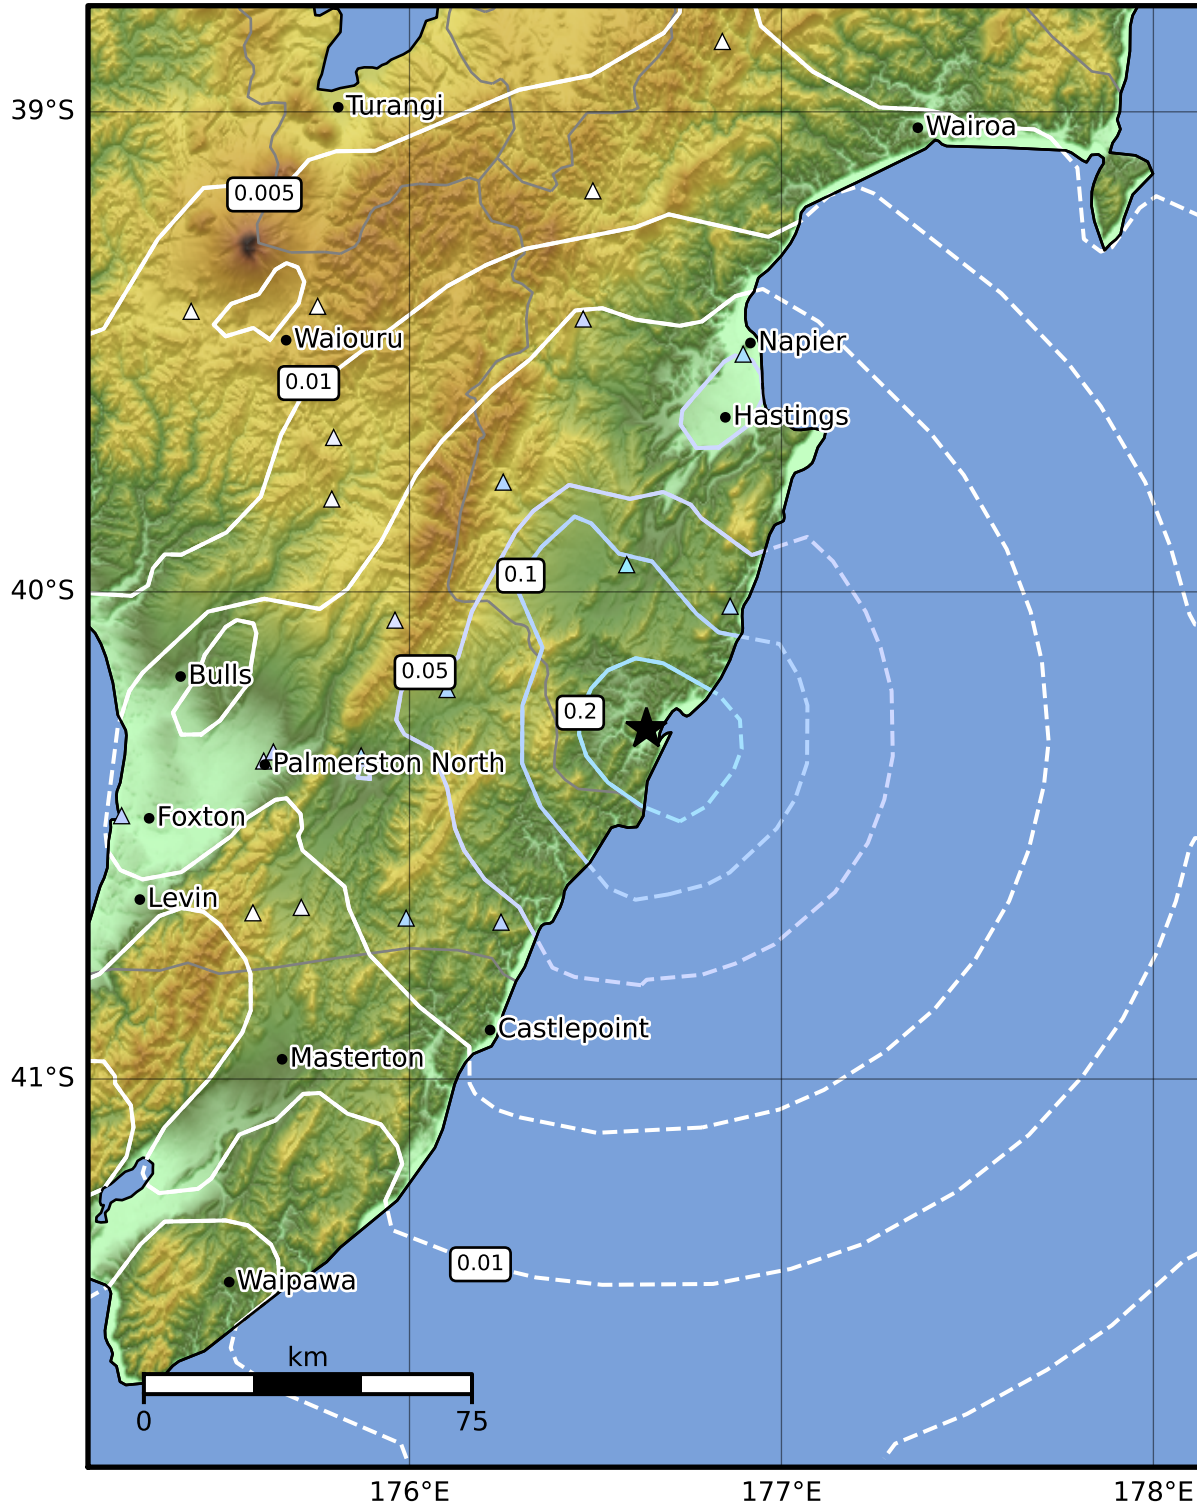 39°S
Turangi
Wairoa
0.005
Waiouru
Napier
0.01
Hastings
0.1
40°S
0.05
Bulls
0.2
Palmerston North
Foxton
Levin
Castlepoint
Masterton
41°S
0.01
Waipawa
km
0
75
176°E
177°E
178°E